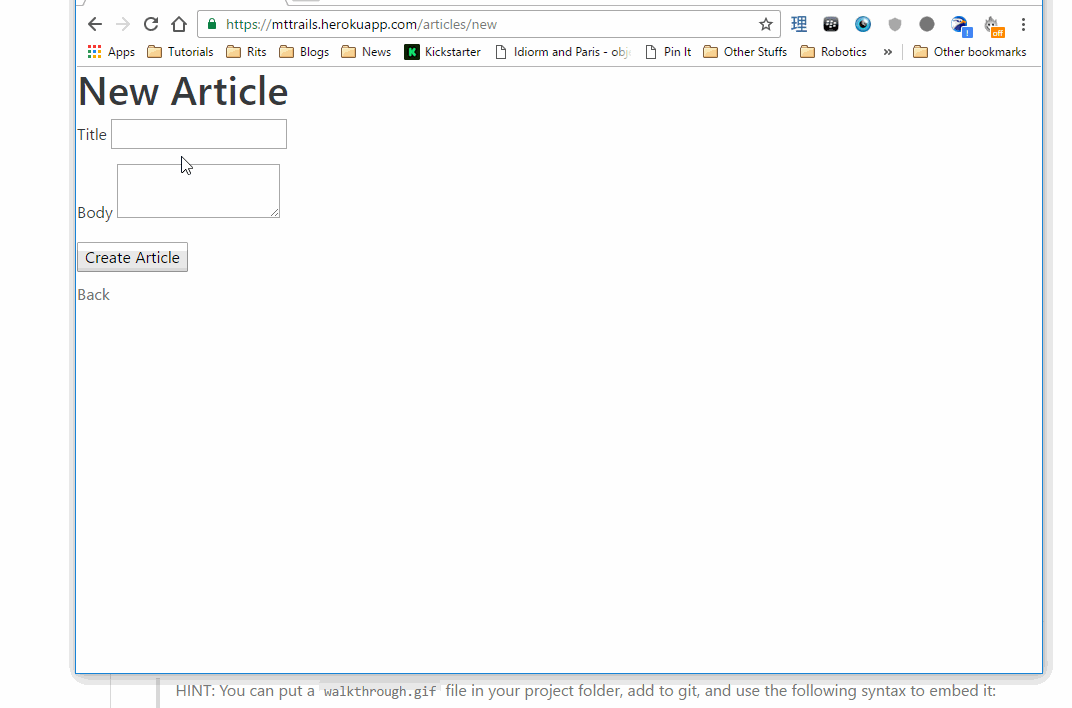 https://mttrails.herokuapp.com/articles/new
理
!
off
Apps Tutorials Rits Blogs News K Kickstarter Idiorm and Paris - obj Pin It Other Stuffs Robotics » Other bookmarks
New Article
Title
Body
Create Article
Back
HINT: You can put a walkthrough.gif file in your project folder, add to git, and use the following syntax to embed it: